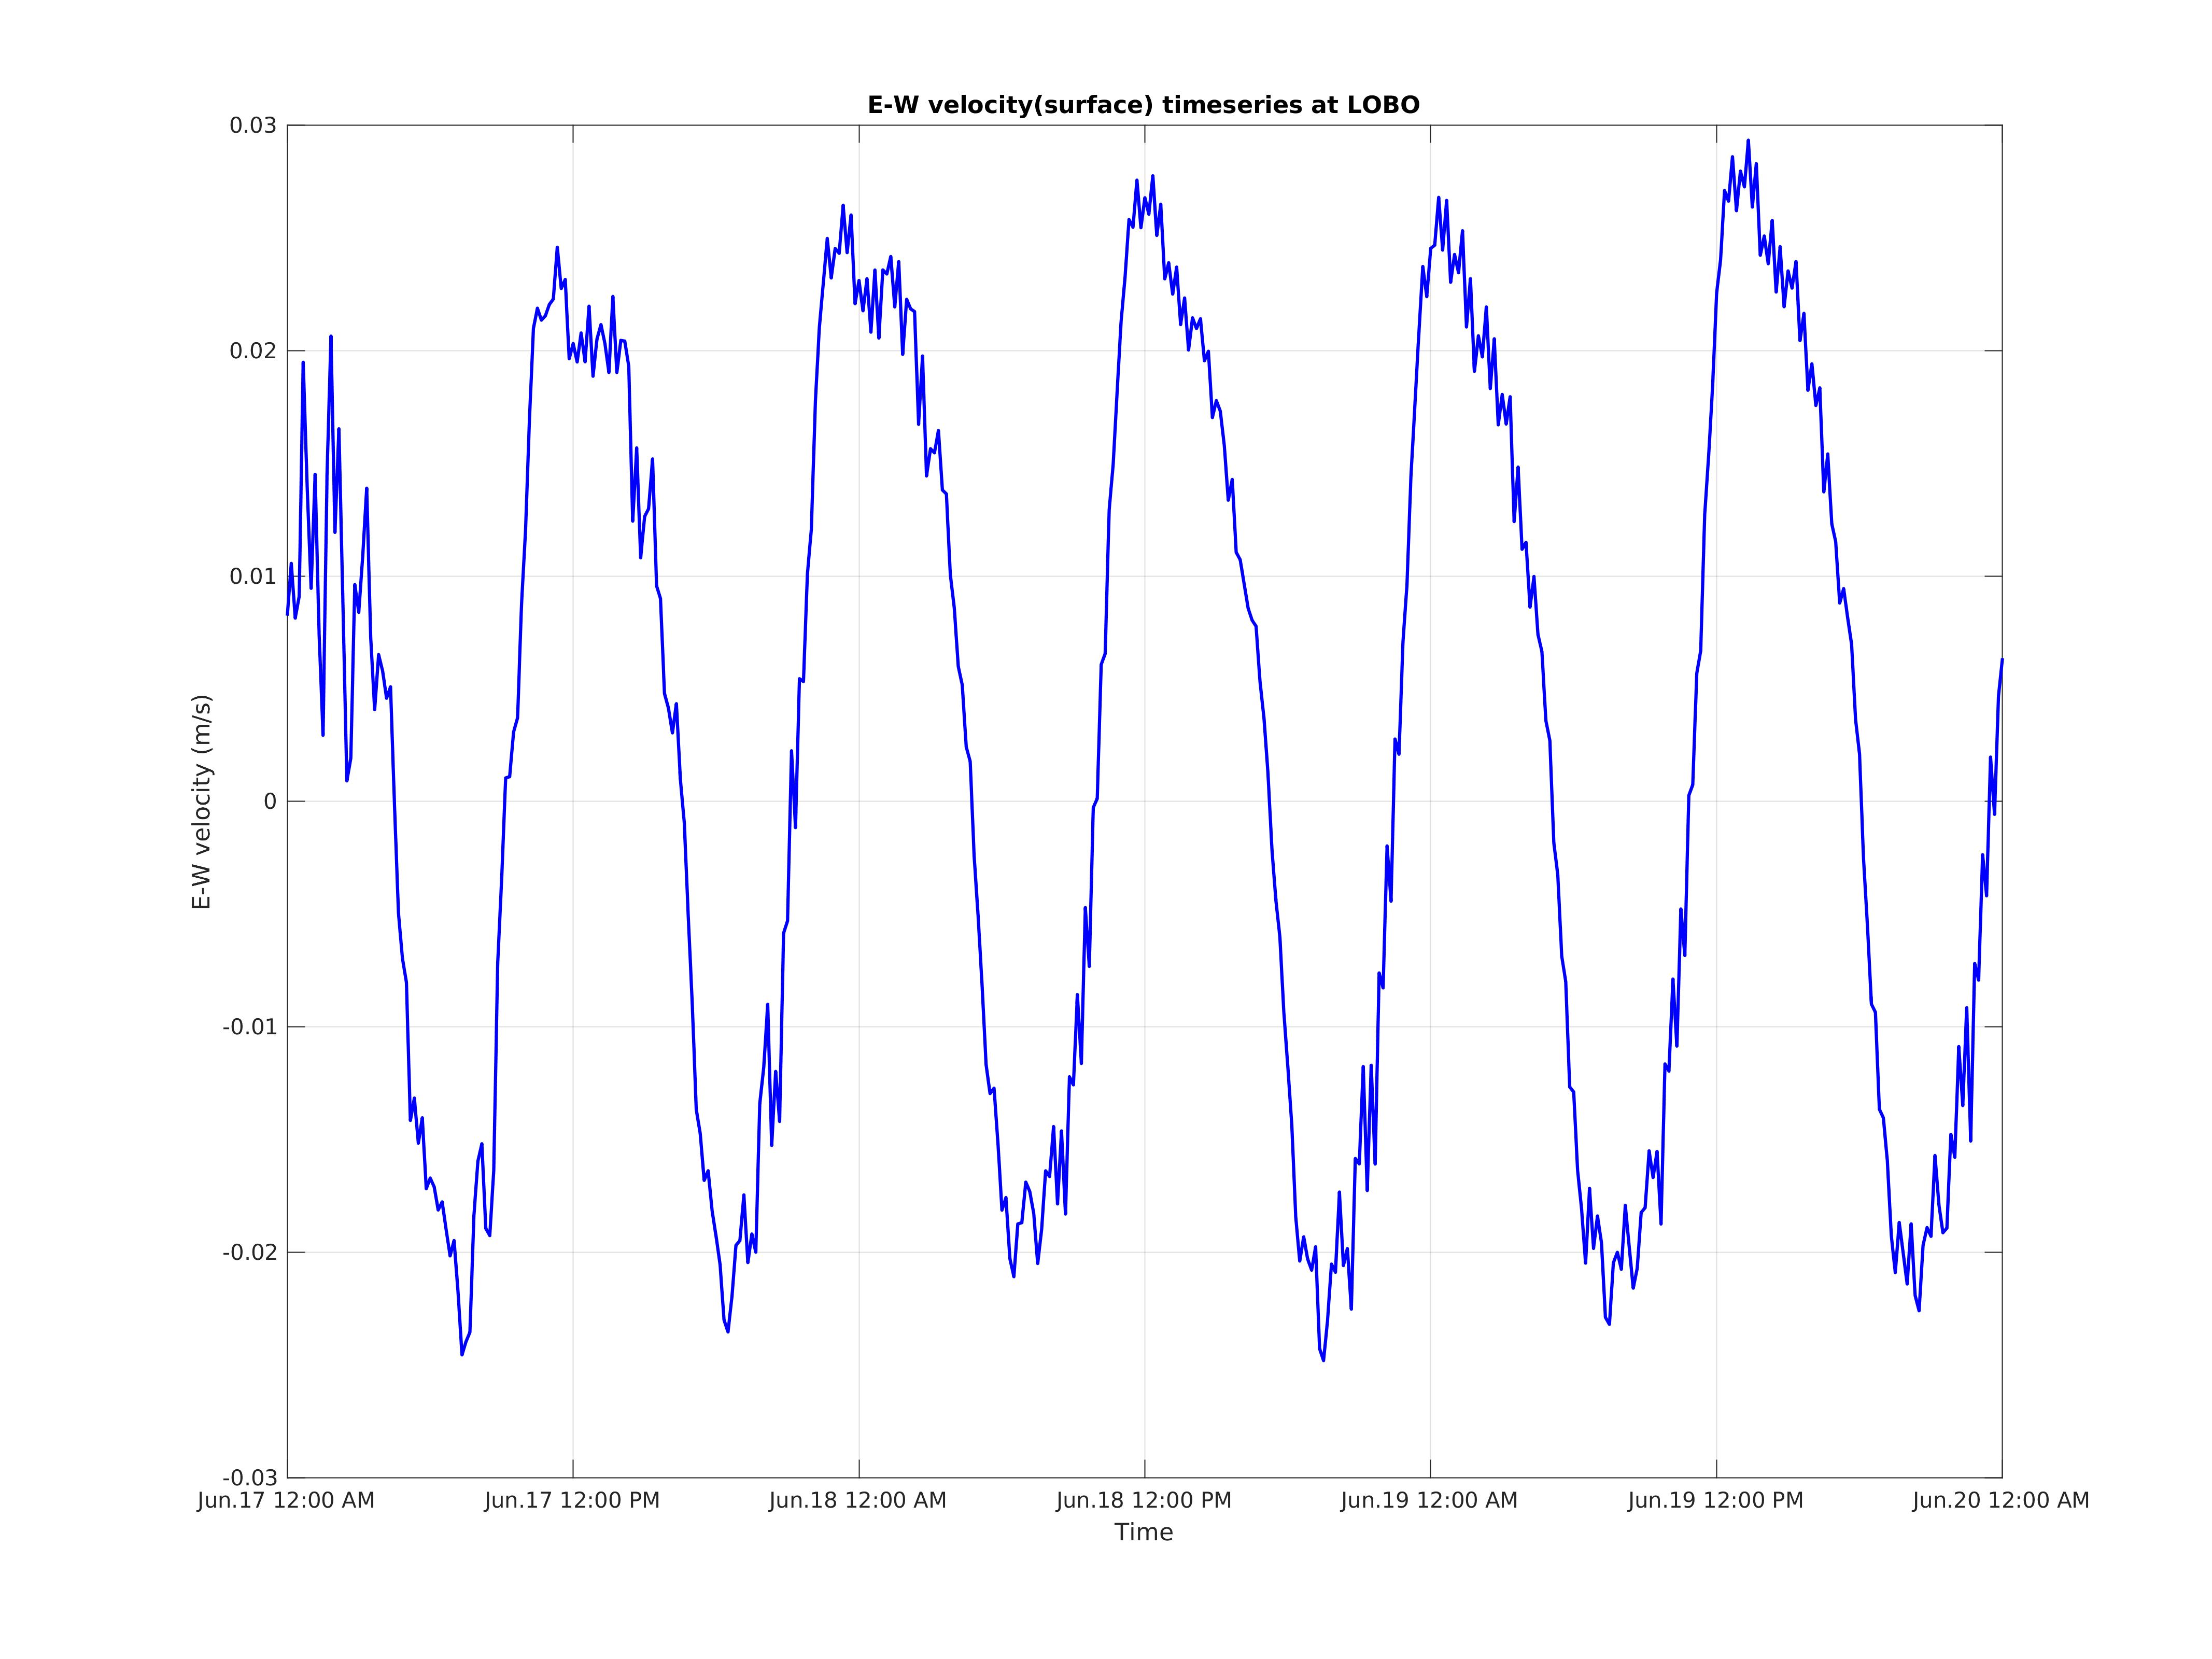 E-W velocity(surface) timeseries at LOBO
0.03
0.02
0.01
0
-0.01
-0.02
-0.03
E-W velocity (m/s)
Jun.17 12:00 AM
Jun.17 12:00 PM
Jun.18 12:00 AM
Jun.18 12:00 PM
Jun.19 12:00 AM
Jun.19 12:00 PM
Jun.20 12:00 AM
Time